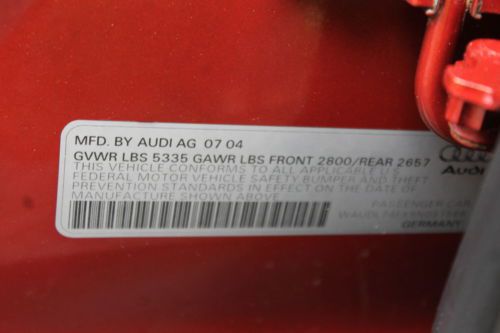 MFD. BY AUDI AG 07 04
GVWR LBS 5335 GAWR LBS FRONT 2800/REAR 2657
THIS VEHICLE CONFORMS TO ALL APPLICABLE U.S.
FEDERAL MOTOR VEHICLE SAFETY BUMPER AND THEFT
PREVENTION STANDARDS IN EFFECT ON THE DATE OF
MANUFACTURE SHOWN ABOVE
Audi
PASSENGER CAR
GERMANY